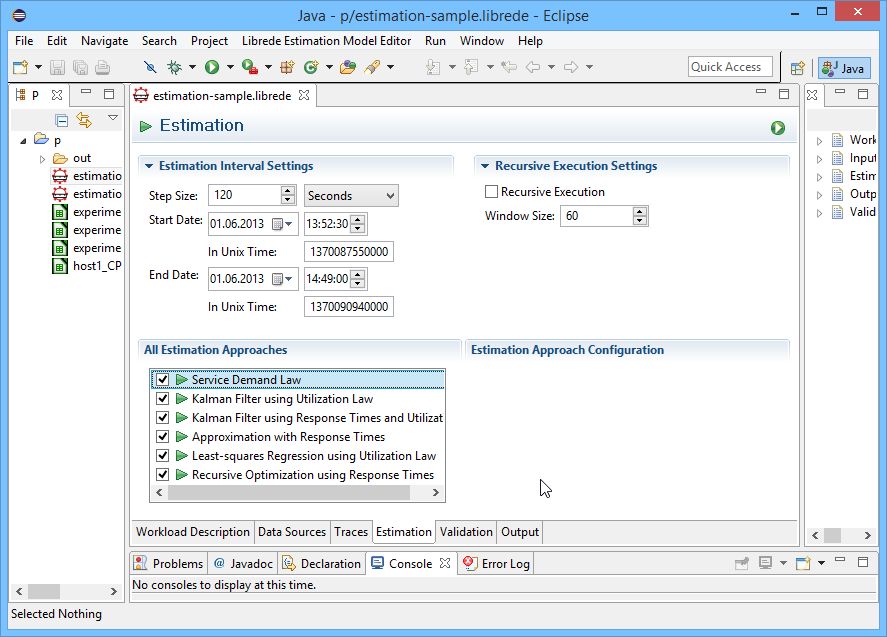 Java - p/estimation-sample.librede - Eclipse
File Edit Navigate Search Project Librede Estimation Model Editor Run Window Help
Quick Access Java
P estimation-sample.librede
p
out
estimatio
estimatio
experime
experime
experime
host1_CP
Estimation
Estimation Interval Settings
Step Size: 120 Seconds
Start Date: 01.06.2013 13:52:30
In Unix Time: 1370087550000
End Date: 01.06.2013 14:49:00
In Unix Time: 1370090940000
Recursive Execution Settings
Recursive Execution
Window Size: 60
All Estimation Approaches
Service Demand Law
Kalman Filter using Utilization Law
Kalman Filter using Response Times and Utilizat
Approximation with Response Times
Least-squares Regression using Utilization Law
Recursive Optimization using Response Times
Estimation Approach Configuration
Work
Input
Estim
Outp
Valid
Workload Description Data Sources Traces Estimation Validation Output
Problems @ Javadoc Declaration Console Error Log
No consoles to display at this time.
Selected Nothing